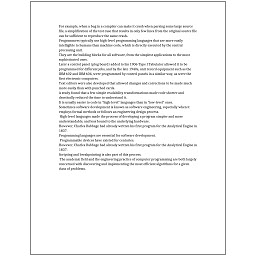 For example, when a bug in a compiler can make it crash when parsing some large source
file, a simplification of the test case that results in only few lines from the original source file
can be sufficient to reproduce the same crash.
Programmers typically use high-level programming languages that are more easily
intelligible to humans than machine code, which is directly executed by the central
processing unit.
They are the building blocks for all software, from the simplest applications to the most
sophisticated ones.
Later a control panel (plug board) added to his 1906 Type I Tabulator allowed it to be
programmed for different jobs, and by the late 1940s, unit record equipment such as the
IBM 602 and IBM 604, were programmed by control panels in a similar way, as were the
first electronic computers.
Text editors were also developed that allowed changes and corrections to be made much
more easily than with punched cards.
A study found that a few simple readability transformations made code shorter and
drastically reduced the time to understand it.
It is usually easier to code in "high-level" languages than in "low-level" ones.
Sometimes software development is known as software engineering, especially when it
employs formal methods or follows an engineering design process.
High-level languages made the process of developing a program simpler and more
understandable, and less bound to the underlying hardware.
However, Charles Babbage had already written his first program for the Analytical Engine in
1837.
Programming languages are essential for software development.
Programmable devices have existed for centuries.
However, Charles Babbage had already written his first program for the Analytical Engine in
1837.
Scripting and breakpointing is also part of this process.
The academic field and the engineering practice of computer programming are both largely
concerned with discovering and implementing the most efficient algorithms for a given
class of problems.